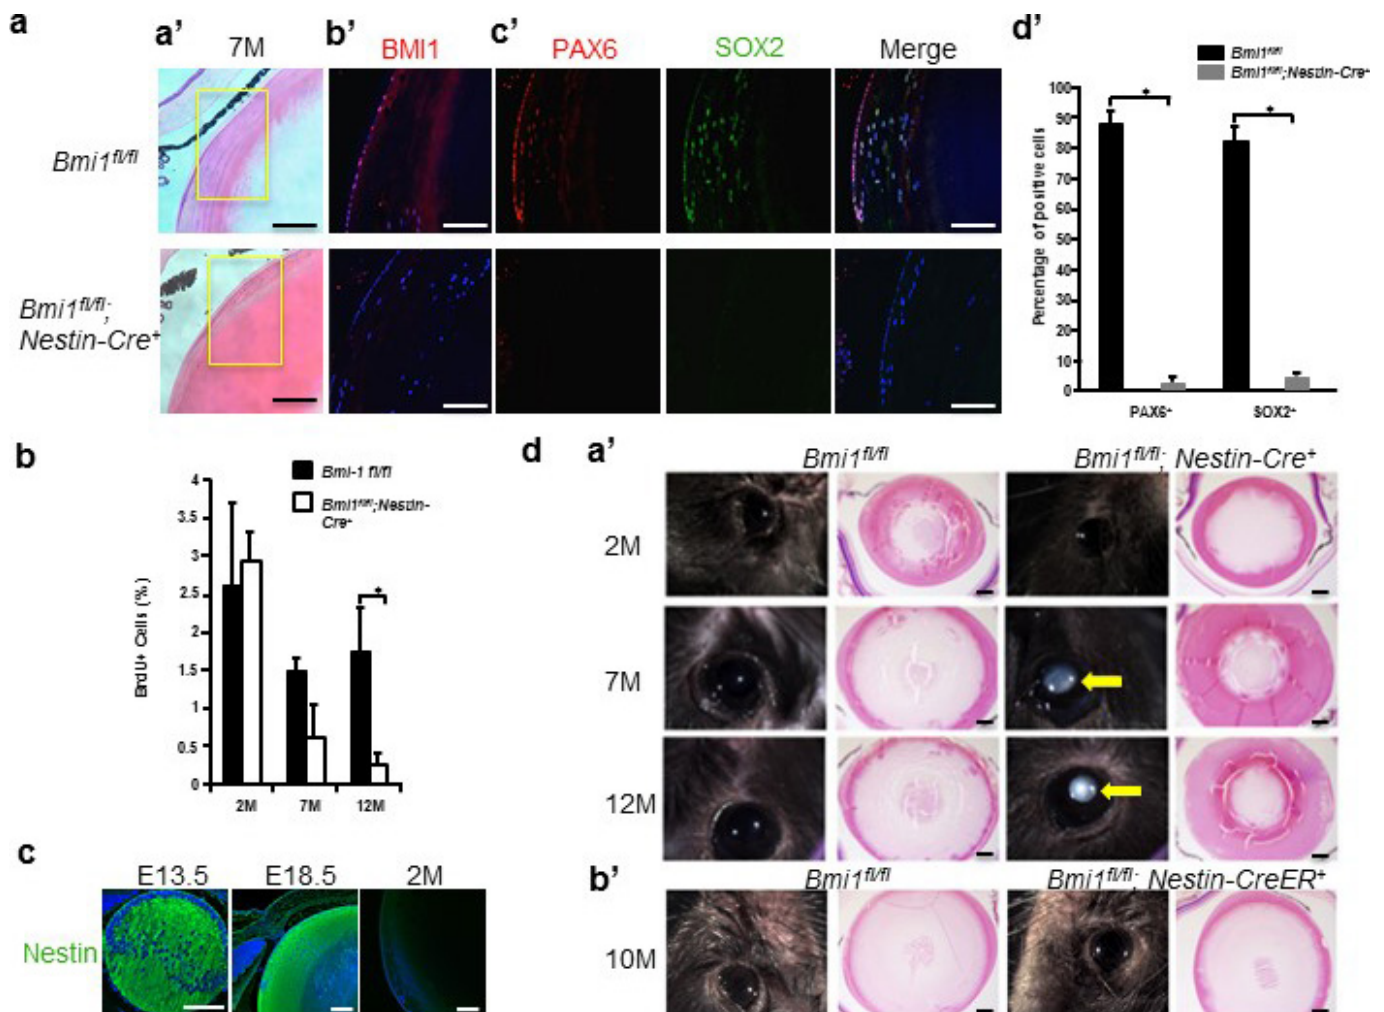 a
a’
7M
b’
BMI1
c’
PAX6
SOX2
Merge
Bmi1fl/fl
Bmi1fl/fl;
Nestin-Cre+
d’
Bmi1fl/fl
Bmi1fl/fl;Nestin-Cre+
Percentage of positive cells
100
90
80
70
60
50
40
30
20
10
0
*
*
PAX6+
SOX2+
b
Bmi-1 fl/fl
Bmi1fl/fl;Nestin-
Cre+
BrdU+ Cells (%)
4
3.5
3
2.5
2
1.5
1
0.5
0
*
2M
7M
12M
c
E13.5
E18.5
2M
Nestin
d
a’
Bmi1fl/fl
Bmi1fl/fl; Nestin-Cre+
2M
7M
12M
b’
Bmi1fl/fl
Bmi1fl/fl; Nestin-CreER+
10M